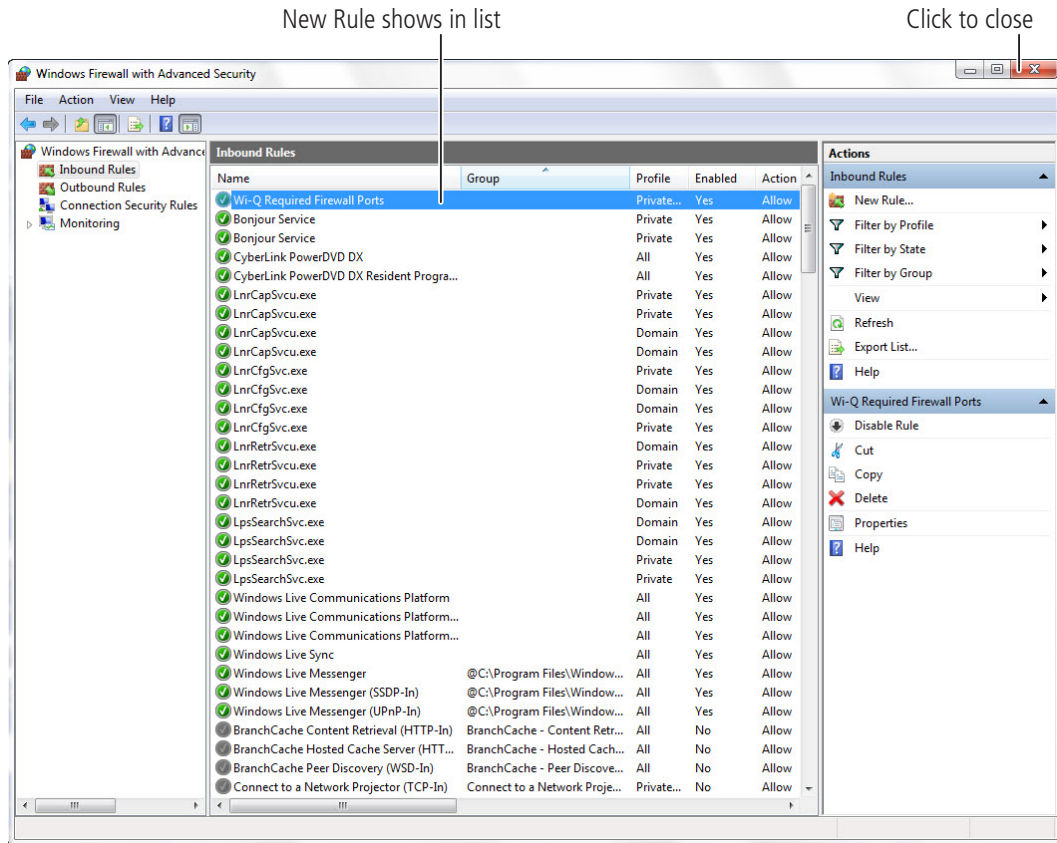 New Rule shows in list
Click to close
Windows Firewall with Advanced Security
File Action View Help
Windows Firewall with Advance
Inbound Rules
Outbound Rules
Connection Security Rules
Monitoring
Inbound Rules
Name Group Profile Enabled Action
Wi-Q Required Firewall Ports Private... Yes Allow
Bonjour Service Private Yes Allow
Bonjour Service Private Yes Allow
CyberLink PowerDVD DX All Yes Allow
CyberLink PowerDVD DX Resident Progra... All Yes Allow
LnrCapSvcu.exe Private Yes Allow
LnrCapSvcu.exe Private Yes Allow
LnrCapSvcu.exe Domain Yes Allow
LnrCapSvcu.exe Domain Yes Allow
LnrCfgSvc.exe Private Yes Allow
LnrCfgSvc.exe Domain Yes Allow
LnrCfgSvc.exe Domain Yes Allow
LnrCfgSvc.exe Private Yes Allow
LnrRetrSvcu.exe Domain Yes Allow
LnrRetrSvcu.exe Private Yes Allow
LnrRetrSvcu.exe Private Yes Allow
LnrRetrSvcu.exe Domain Yes Allow
LpsSearchSvc.exe Domain Yes Allow
LpsSearchSvc.exe Domain Yes Allow
LpsSearchSvc.exe Private Yes Allow
LpsSearchSvc.exe Private Yes Allow
Windows Live Communications Platform All Yes Allow
Windows Live Communications Platform... All Yes Allow
Windows Live Communications Platform... All Yes Allow
Windows Live Sync All Yes Allow
Windows Live Messenger @C:\Program Files\Window... All Yes Allow
Windows Live Messenger (SSDP-In) @C:\Program Files\Window... All Yes Allow
Windows Live Messenger (UPnP-In) @C:\Program Files\Window... All Yes Allow
BranchCache Content Retrieval (HTTP-In) BranchCache - Content Retr... All No Allow
BranchCache Hosted Cache Server (HTT... BranchCache - Hosted Cach... All No Allow
BranchCache Peer Discovery (WSD-In) BranchCache - Peer Discove... All No Allow
Connect to a Network Projector (TCP-In) Connect to a Network Proje... Private... No Allow
Actions
Inbound Rules
New Rule...
Filter by Profile
Filter by State
Filter by Group
View
Refresh
Export List...
Help
Wi-Q Required Firewall Ports
Disable Rule
Cut
Copy
Delete
Properties
Help